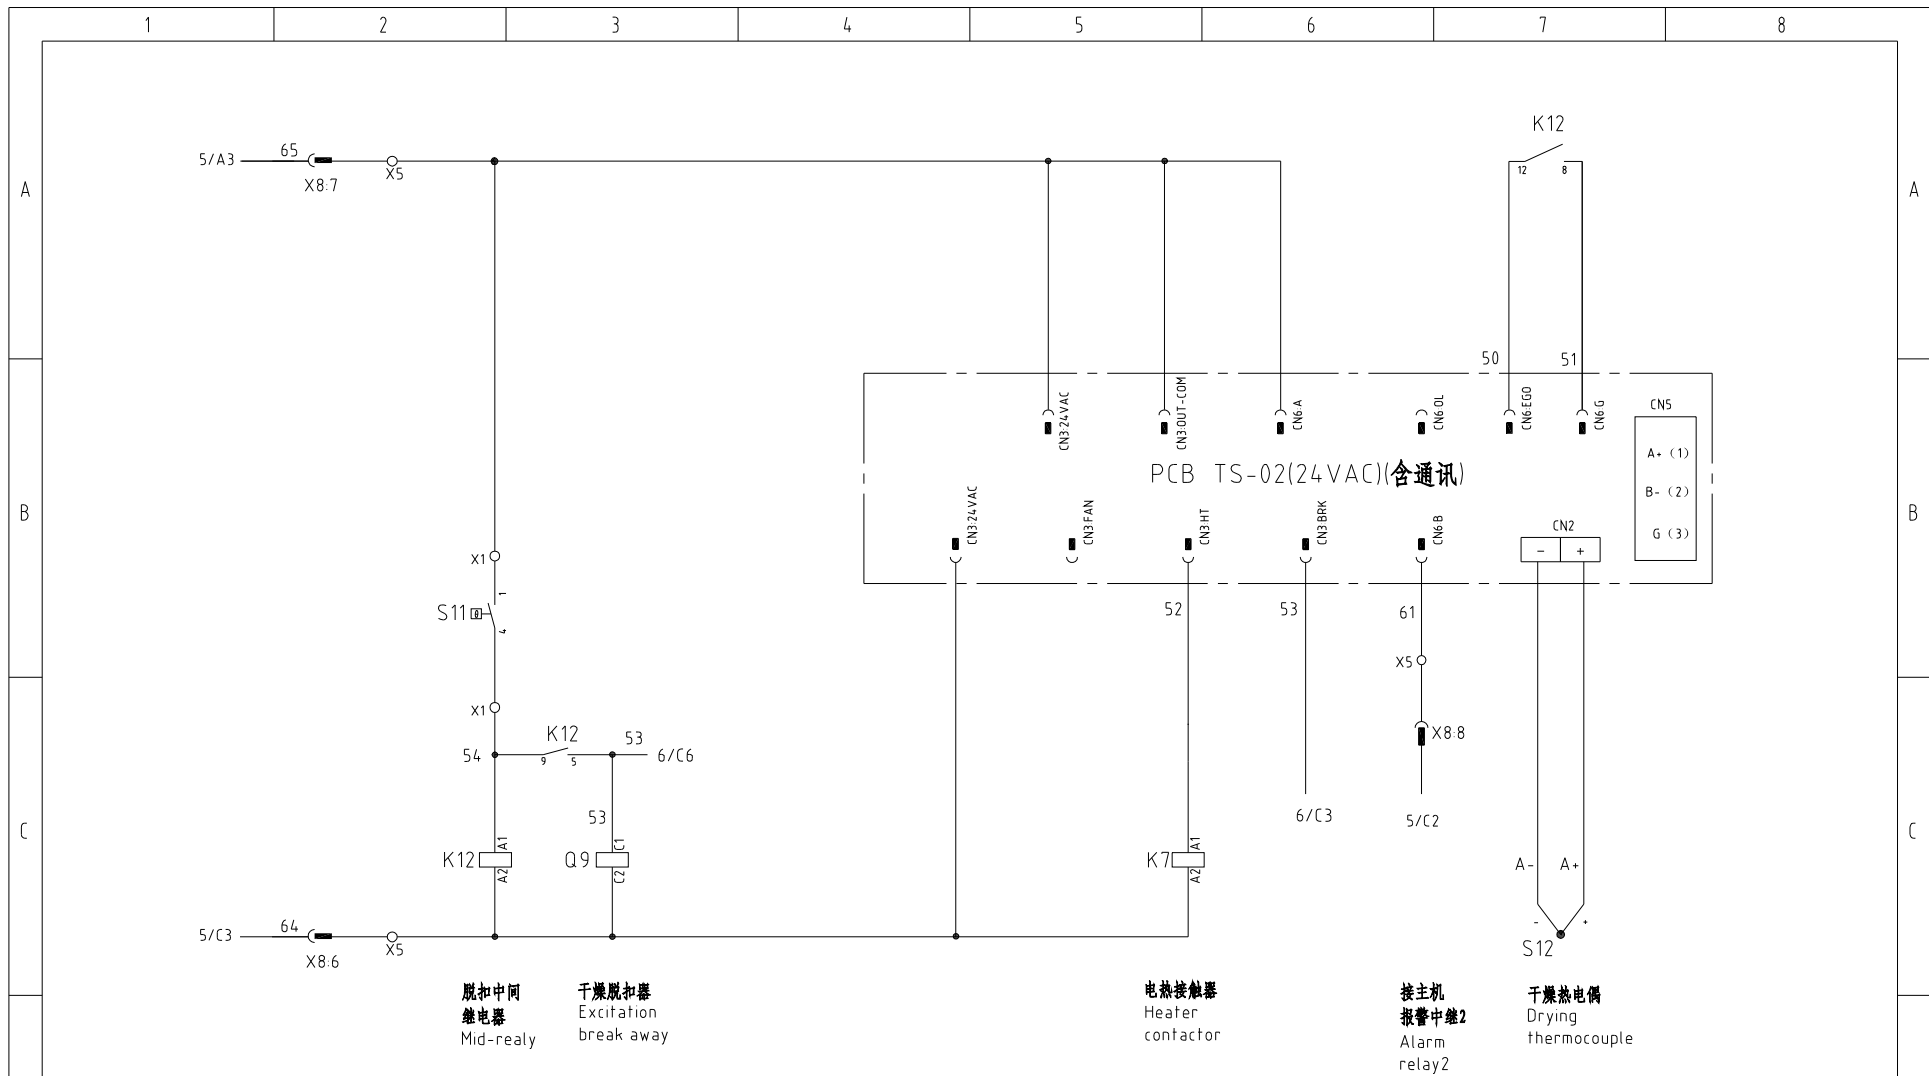 1 2 3 4 5 6 7 8
K12
5/A3 65 X8:7 X5
12 8
A A
50 51
CN3:24VAC CN3:OUT-COM CN6:A CN6:OL CN6:EGO CN6:G
CN5
A+ (1)
B- (2)
G (3)
PCB TS-02(24VAC)(含通讯)
B B
CN3:24VAC CN3:FAN CN3:HT CN3:BRK CN6:B
CN2
- +
X1
1
S11
4
52 53 61
X5
X1
K12 53
54 9 5 6/C6
X8:8
53
6/C3 5/C2
C C
K12 A1 A2
Q9 C1 C2
K7 A1 A2
A- A+
- +
S12
5/C3 64 X8:6 X5
脱扣中间
继电器
Mid-realy
干燥脱扣器
Excitation
break away
电热接触器
Heater
contactor
接主机
报警中继2
Alarm
relay2
干燥热电偶
Drying
thermocouple